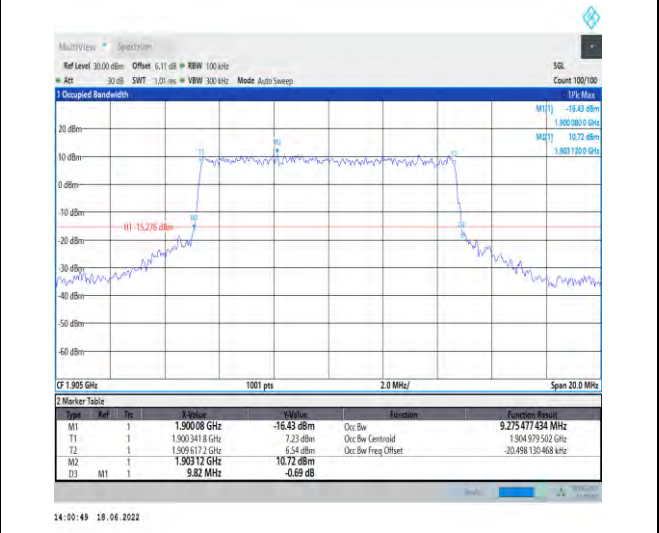 MultiView Spectrum
Ref Level 30.00 dBm Offset 6.11 dB RBW 100 kHz SGL
Att 30 dB SWT 1.01 ms VBW 300 kHz Mode Auto Sweep Count 100/100
1 Occupied Bandwidth 1Pk Max
M1[1] -16.43 dBm
1.900 080 0 GHz
M2[1] 10.72 dBm
1.903 120 0 GHz
20 dBm
M2
T1
10 dBm
0 dBm
-10 dBm
H1 -15.276 dBm
-20 dBm
-30 dBm
-40 dBm
-50 dBm
-60 dBm
CF 1.905 GHz 1001 pts 2.0 MHz/ Span 20.0 MHz
2 Marker Table
Type Ref Trc X-Value Y-Value Function Function Result
M1 1 1.90008 GHz -16.43 dBm Occ Bw 9.275 477 434 MHz
T1 1 1.900 341 8 GHz 7.23 dBm Occ Bw Centroid 1.904 979 502 GHz
T2 1 1.909 617 2 GHz 6.54 dBm Occ Bw Freq Offset -20.498 130 468 kHz
M2 1 1.90312 GHz 10.72 dBm
D3 M1 1 9.82 MHz -0.69 dB
14:00:49 18.06.2022